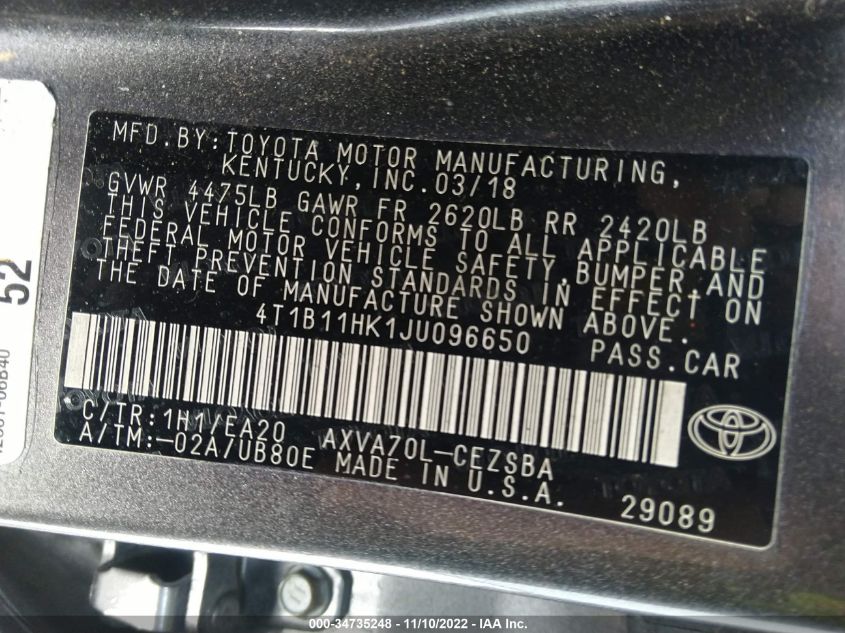 MFD.BY:TOYOTA MOTOR MANUFACTURING,
KENTUCKY,INC.03/18
GVWR 4475LB GAWR FR 2620LB RR 2420LB
THIS VEHICLE CONFORMS TO ALL APPLICABLE
FEDERAL MOTOR VEHICLE SAFETY,BUMPER,AND
THEFT PREVENTION STANDARDS IN EFFECT ON
THE DATE OF MANUFACTURE SHOWN ABOVE.
4T1B11HK1JU096650 PASS.CAR
C/TR:1H1/EA20 AXVA70L-CEZSBA
A/TM:-02A/UB80E MADE IN U.S.A.
29089
52
000-34735248 - 11/10/2022 - IAA Inc.